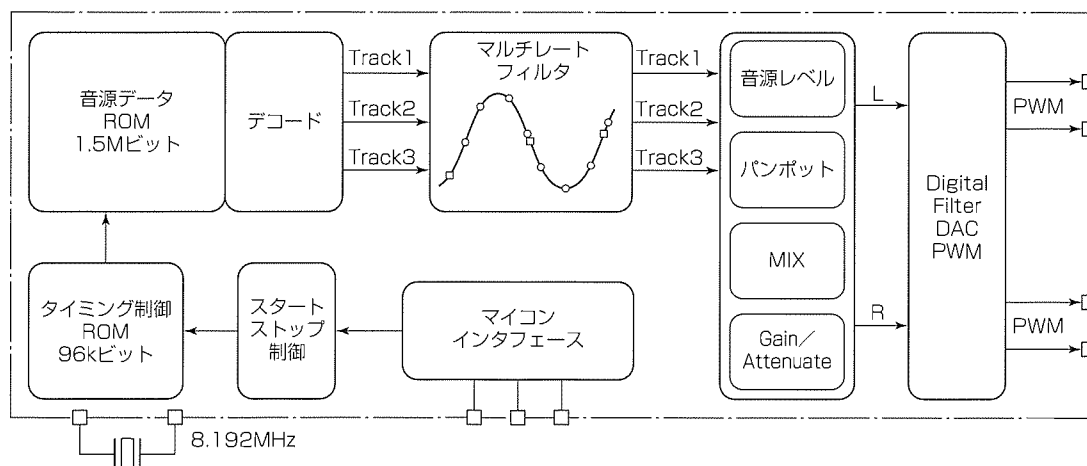 音源データ
ROM
1.5Mビット
デコード
Track1
Track2
Track3
マルチレート
フィルタ
Track1
Track2
Track3
音源レベル
パンポット
MIX
Gain／
Attenuate
L
R
Digital
Filter
DAC
PWM
PWM
PWM
タイミング制御
ROM
96kビット
スタート
ストップ
制御
マイコン
インタフェース
8.192MHz